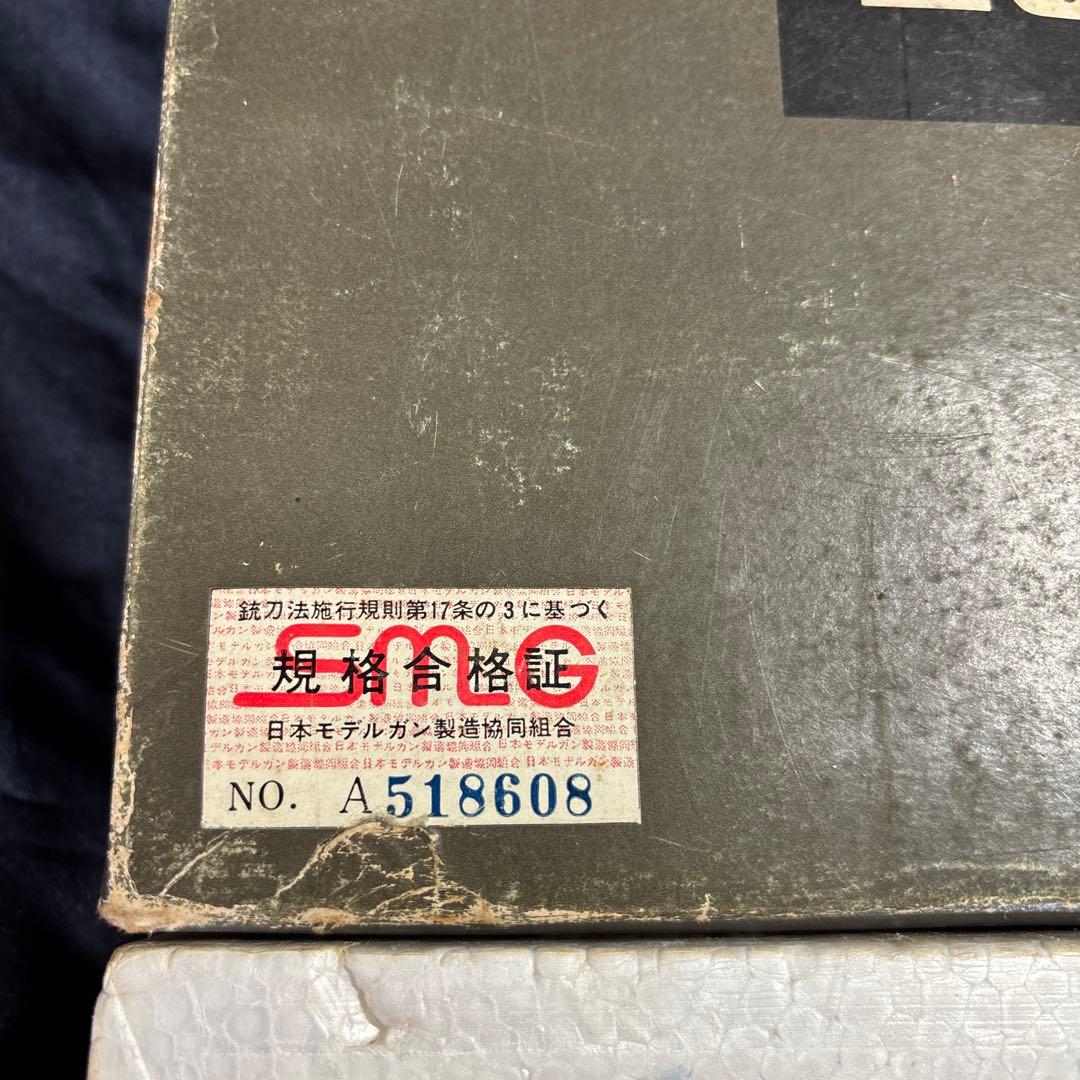 銃刀法施行規則第17条の3に基づく
SMG
規格合格証
日本モデルガン製造協同組合
NO. A518608